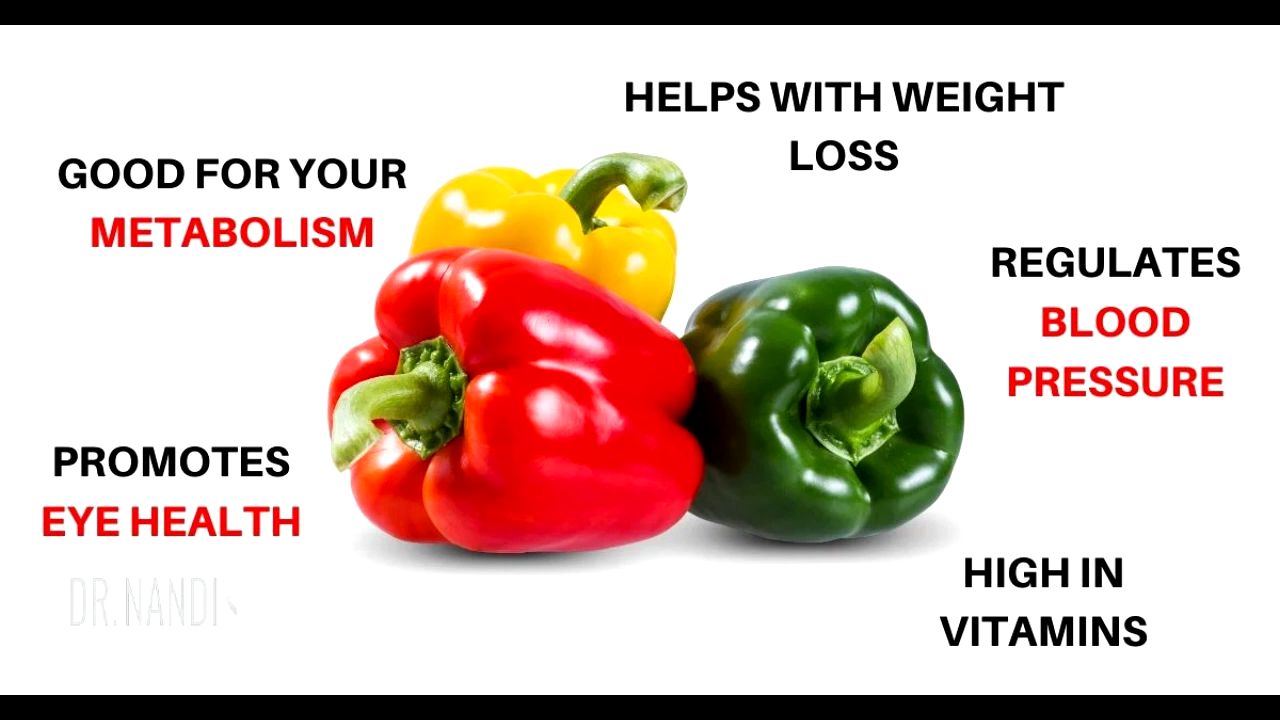 HELPS WITH WEIGHT
LOSS
GOOD FOR YOUR
METABOLISM
REGULATES
BLOOD
PRESSURE
PROMOTES
EYE HEALTH
HIGH IN
VITAMINS
DR. NANDI